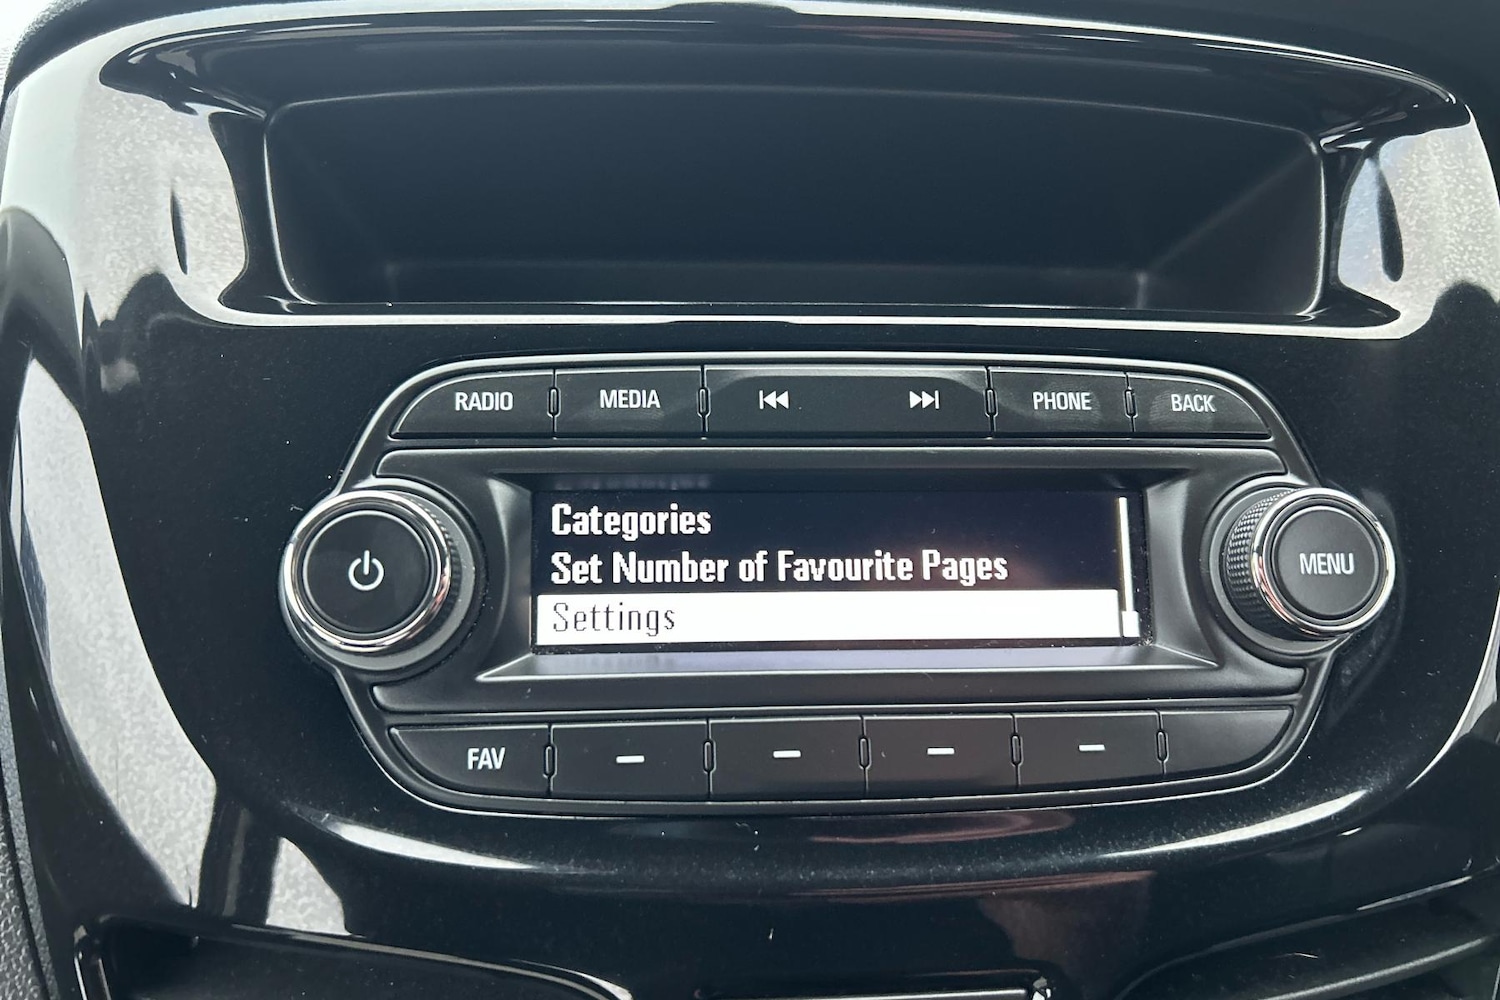 RADIO MEDIA PHONE BACK
Categories
Set Number of Favourite Pages
Settings
MENU
FAV